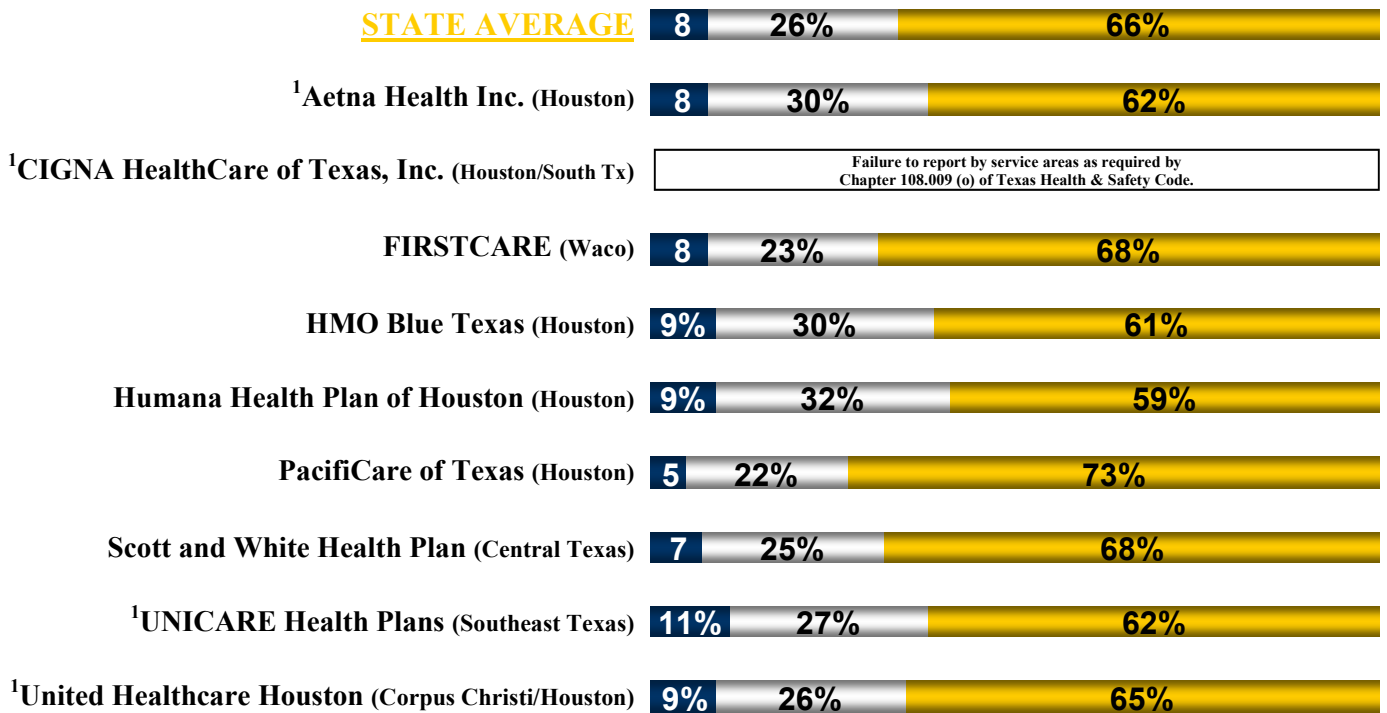 STATE AVERAGE 8 26% 66%
1Aetna Health Inc. (Houston) 8 30% 62%
1CIGNA HealthCare of Texas, Inc. (Houston/South Tx) Failure to report by service areas as required by
Chapter 108.009 (o) of Texas Health & Safety Code.
FIRSTCARE (Waco) 8 23% 68%
HMO Blue Texas (Houston) 9% 30% 61%
Humana Health Plan of Houston (Houston) 9% 32% 59%
PacifiCare of Texas (Houston) 5 22% 73%
Scott and White Health Plan (Central Texas) 7 25% 68%
1UNICARE Health Plans (Southeast Texas) 11% 27% 62%
1United Healthcare Houston (Corpus Christi/Houston) 9% 26% 65%